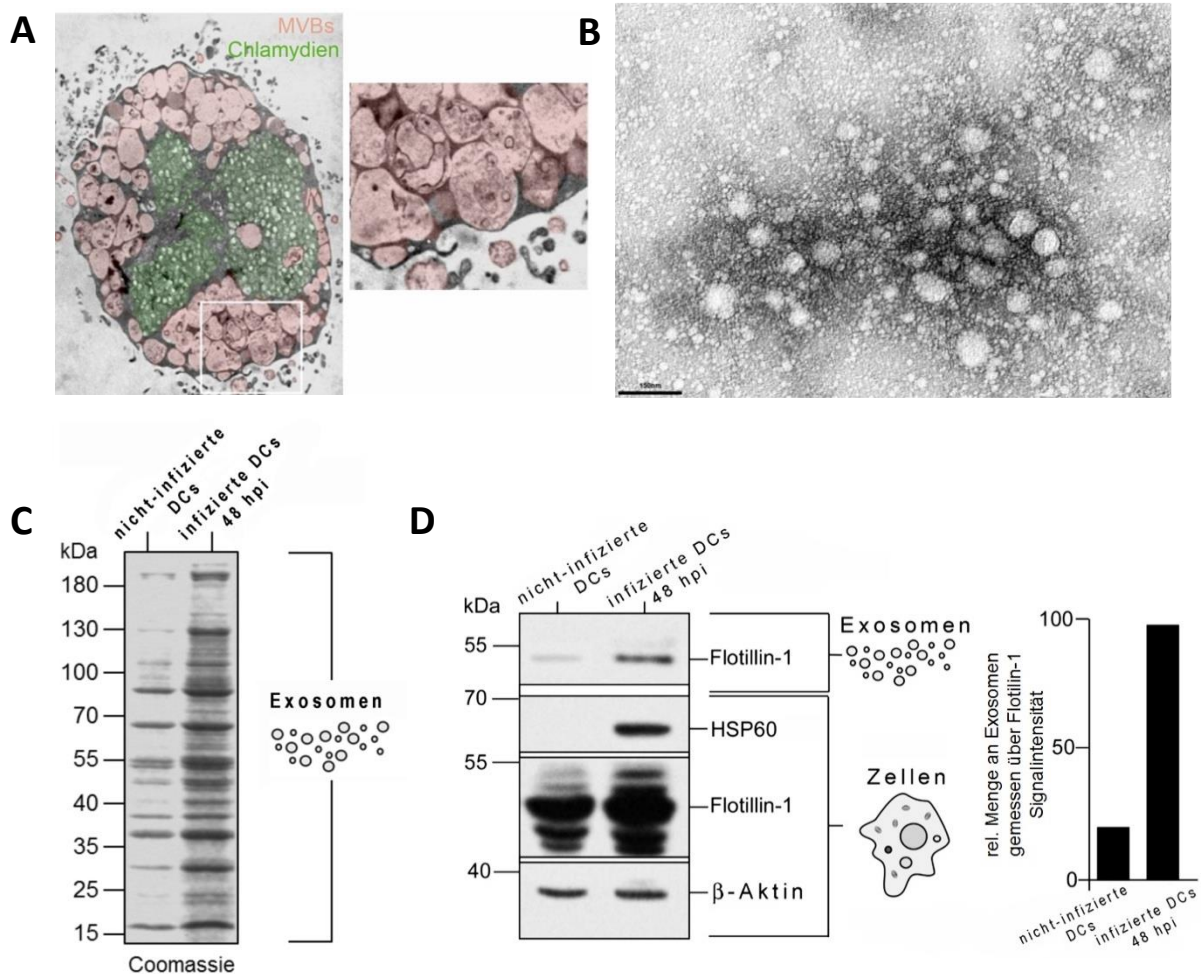 A
MVBs
Chlamydien
B
150nm
C
nicht-infizierte
DCs
infizierte DCs
48 hpi
kDa
180
130
100
70
55
40
35
25
15
Exosomen
Coomassie
D
nicht-infizierte
DCs
infizierte DCs
48 hpi
kDa
55
70
55
40
Flotillin-1
HSP60
Flotillin-1
β-Aktin
Exosomen
Zellen
rel. Menge an Exosomen
gemessen über Flotilin-1
Signalintensität
100
50
0
nicht-infizierte
DCs
infizierte DCs
48 hpi